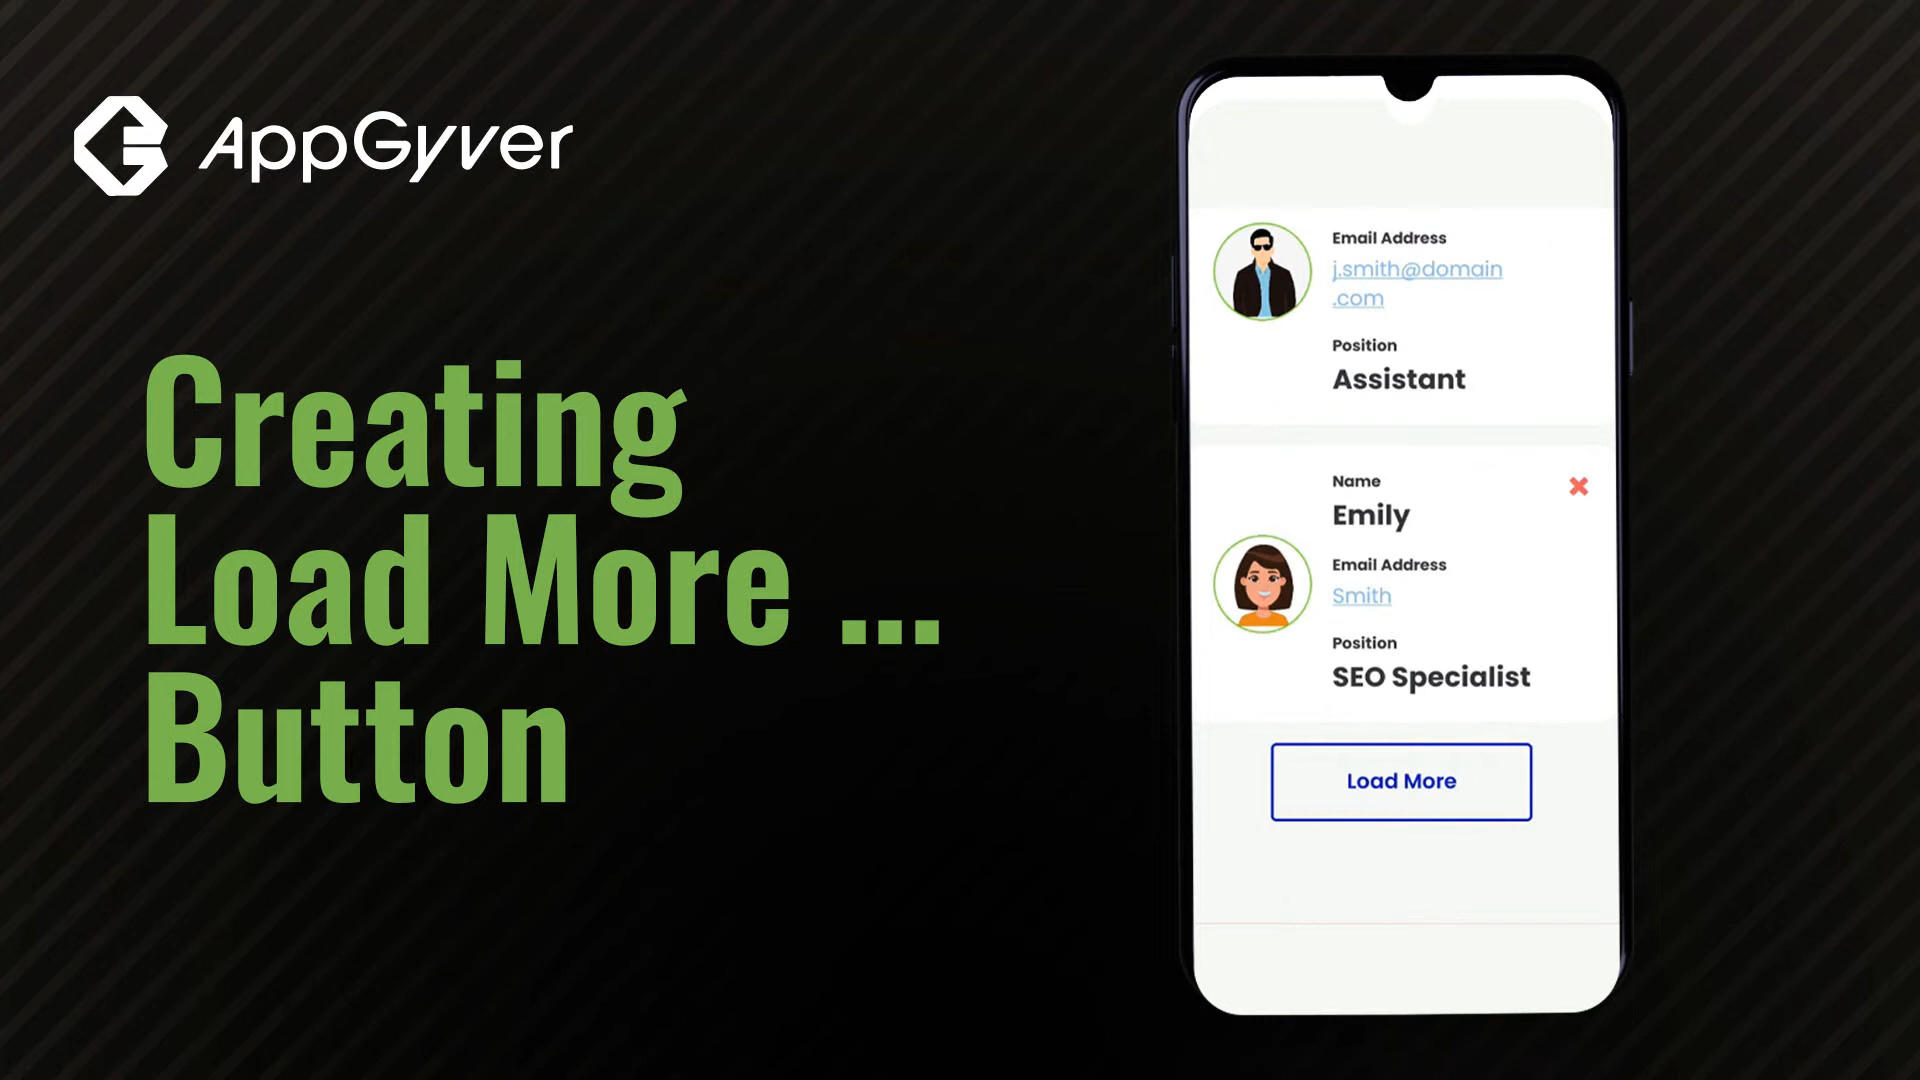 AppGyver
Creating
Load More ...
Button
Email Address
j.smith@domain
.com
Position
Assistant
Name
Emily
Email Address
Smith
Position
SEO Specialist
Load More